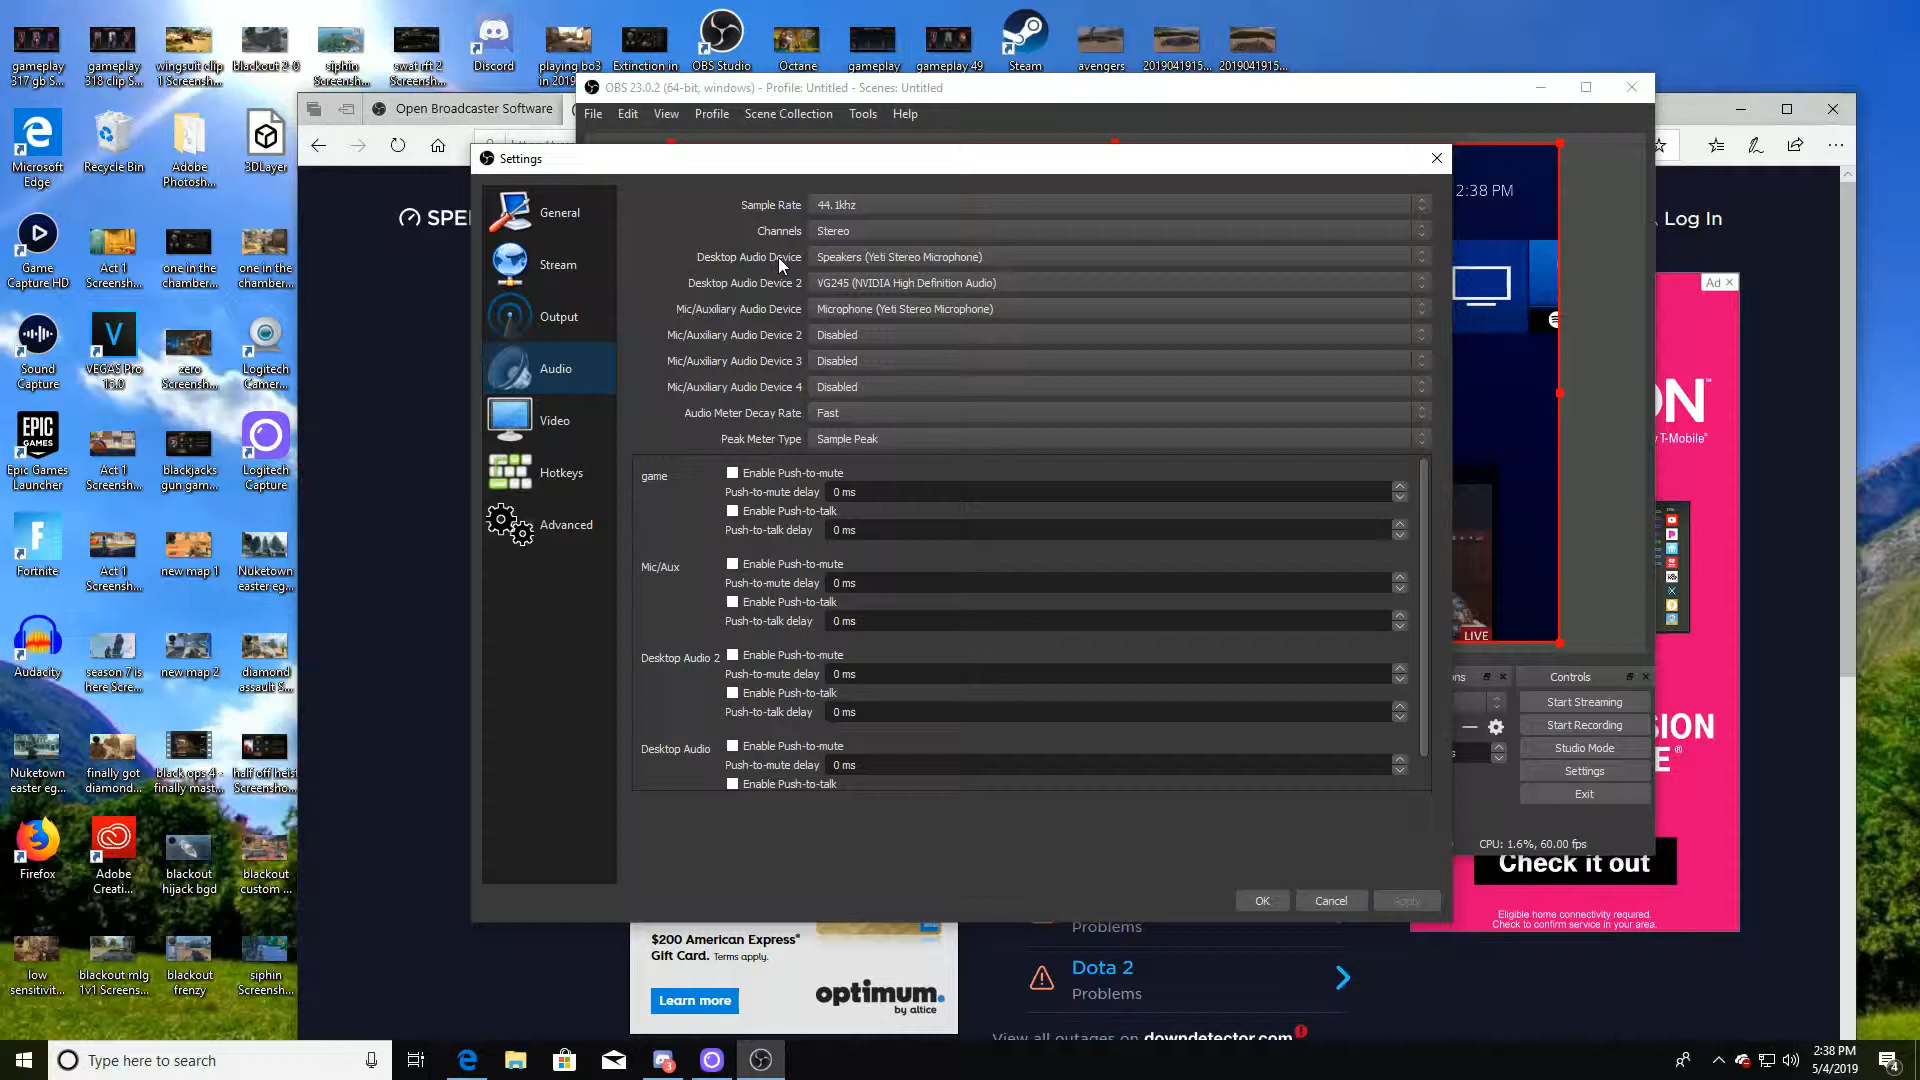 gameplay 317 gb S...
gameplay 318 clip S...
wingsuit clip 1 Screensh...
blackout 2-0
siphin Screensh...
swat rft 2 Screensh...
Discord
playing bo3 in 2019
Extinction in
OBS Studio
Octane
gameplay
gameplay 49
Steam
avengers
2019041915...
2019041915...
Microsoft Edge
Recycle Bin
Adobe Photosh...
3DLayer
Game Capture HD
Act 1 Screensh...
one in the chamber...
one in the chamber...
Sound Capture
VEGAS Pro 15.0
zero Screensh...
Logitech Camer...
EPIC GAMES
Epic Games Launcher
Act 1 Screensh...
blackjacks gun gam...
Logitech Capture
Fortnite
Act 1 Screensh...
new map 1
Nuketown easter eg...
Audacity
season 7 is here Scre...
new map 2
diamond assault S...
Nuketown easter eg...
finally got diamond...
black ops 4 - finally mast...
half off heist Screensho...
Firefox
Adobe Creati...
blackout hijack bgd
blackout custom ...
low sensitivit...
blackout mlg 1v1 Screens...
blackout frenzy
siphin Screensh...
Open Broadcaster Software
OBS 23.0.2 (64-bit, windows) - Profile: Untitled - Scenes: Untitled
File Edit View Profile Scene Collection Tools Help
Settings
General
Stream
Output
Audio
Video
Hotkeys
Advanced
Sample Rate 44.1khz
Channels Stereo
Desktop Audio Device Speakers (Yeti Stereo Microphone)
Desktop Audio Device 2 VG245 (NVIDIA High Definition Audio)
Mic/Auxiliary Audio Device Microphone (Yeti Stereo Microphone)
Mic/Auxiliary Audio Device 2 Disabled
Mic/Auxiliary Audio Device 3 Disabled
Mic/Auxiliary Audio Device 4 Disabled
Audio Meter Decay Rate Fast
Peak Meter Type Sample Peak
game
Enable Push-to-mute
Push-to-mute delay 0 ms
Enable Push-to-talk
Push-to-talk delay 0 ms
Mic/Aux
Enable Push-to-mute
Push-to-mute delay 0 ms
Enable Push-to-talk
Push-to-talk delay 0 ms
Desktop Audio 2
Enable Push-to-mute
Push-to-mute delay 0 ms
Enable Push-to-talk
Push-to-talk delay 0 ms
Desktop Audio
Enable Push-to-mute
Push-to-mute delay 0 ms
Enable Push-to-talk
OK Cancel Apply
2:38 PM
LIVE
Controls
Start Streaming
Start Recording
Studio Mode
Settings
Exit
CPU: 1.6%, 60.00 fps
Log In
Ad
T-Mobile
Check it out
Eligible home connectivity required.
Check to confirm service in your area.
$200 American Express®
Gift Card. Terms apply.
Learn more
optimum.
by altice
Problems
Dota 2
Problems
View all outages on downdetector.com
Type here to search
3
2:38 PM
5/4/2019
4